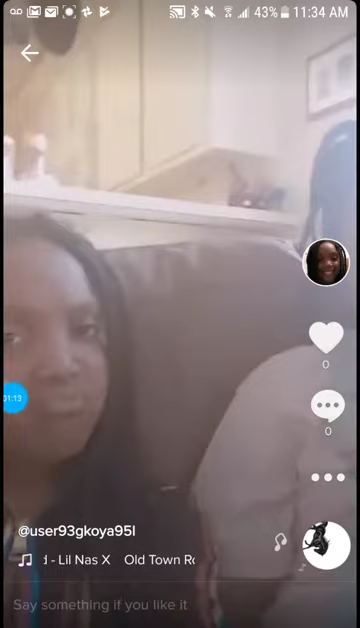 43% 11:34 AM
0
01:13
0
@user93gkoya95l
d - Lil Nas X Old Town Ro
Say something if you like it